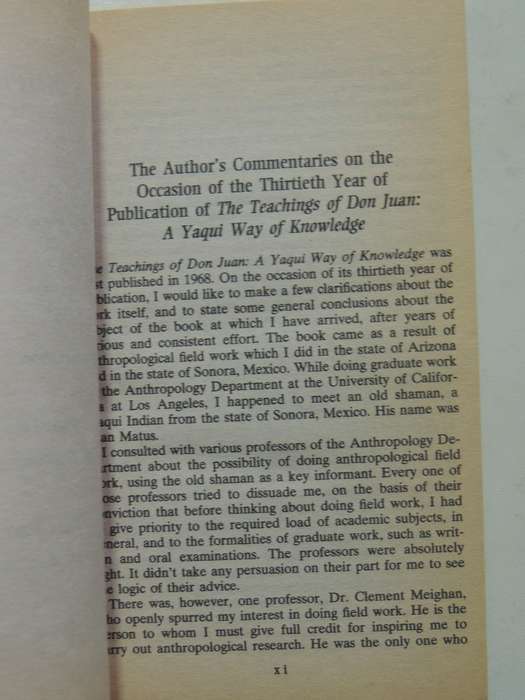 The Author's Commentaries on the
Occasion of the Thirtieth Year of
Publication of The Teachings of Don Juan:
A Yaqui Way of Knowledge
e Teachings of Don Juan: A Yaqui Way of Knowledge was
st published in 1968. On the occasion of its thirtieth year of
blication, I would like to make a few clarifications about the
rk itself, and to state some general conclusions about the
bject of the book at which I have arrived, after years of
ious and consistent effort. The book came as a result of
thropological field work which I did in the state of Arizona
d in the state of Sonora, Mexico. While doing graduate work
the Anthropology Department at the University of Califor-
s at Los Angeles, I happened to meet an old shaman, a
aqui Indian from the state of Sonora, Mexico. His name was
an Matus.
I consulted with various professors of the Anthropology De-
rtment about the possibility of doing anthropological field
ork, using the old shaman as a key informant. Every one of
ose professors tried to dissuade me, on the basis of their
nviction that before thinking about doing field work, I had
give priority to the required load of academic subjects, in
neral, and to the formalities of graduate work, such as writ-
n and oral examinations. The professors were absolutely
ght. It didn't take any persuasion on their part for me to see
e logic of their advice.
There was, however, one professor, Dr. Clement Meighan,
ho openly spurred my interest in doing field work. He is the
erson to whom I must give full credit for inspiring me to
rry out anthropological research. He was the only one who
xi